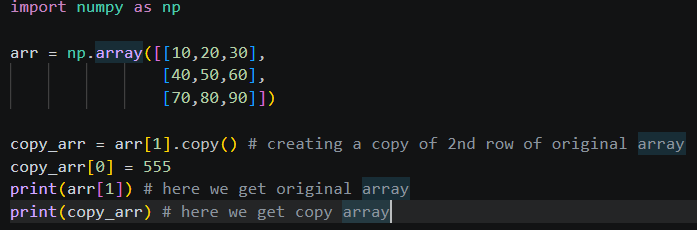 import numpy as np
arr = np.array([[10,20,30],
[40,50,60],
[70,80,90]])
copy_arr = arr[1].copy() # creating a copy of 2nd row of original array
copy_arr[0] = 555
print(arr[1]) # here we get original array
print(copy_arr) # here we get copy array